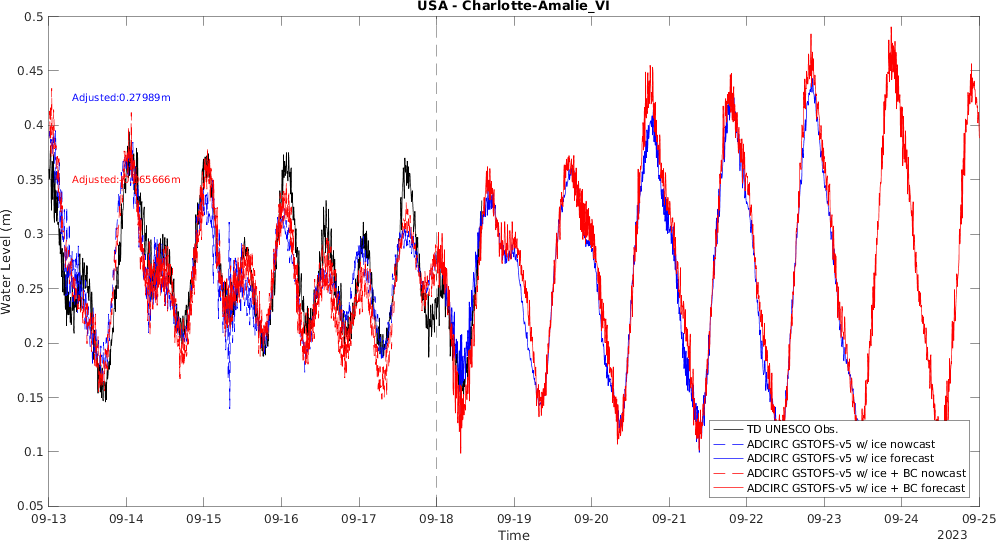 USA - Charlotte-Amalie_VI
0.5
0.45
0.4
0.35
0.3
0.25
0.2
0.15
0.1
0.05
Water Level (m)
Adjusted:0.27989m
Adjusted:
65666m
TD UNESCO Obs.
ADCIRC GSTOFS-v5 w/ ice nowcast
ADCIRC GSTOFS-v5 w/ ice forecast
ADCIRC GSTOFS-v5 w/ ice + BC nowcast
ADCIRC GSTOFS-v5 w/ ice + BC forecast
09-13 09-14 09-15 09-16 09-17 09-18 09-19 09-20 09-21 09-22 09-23 09-24 09-25
Time
2023